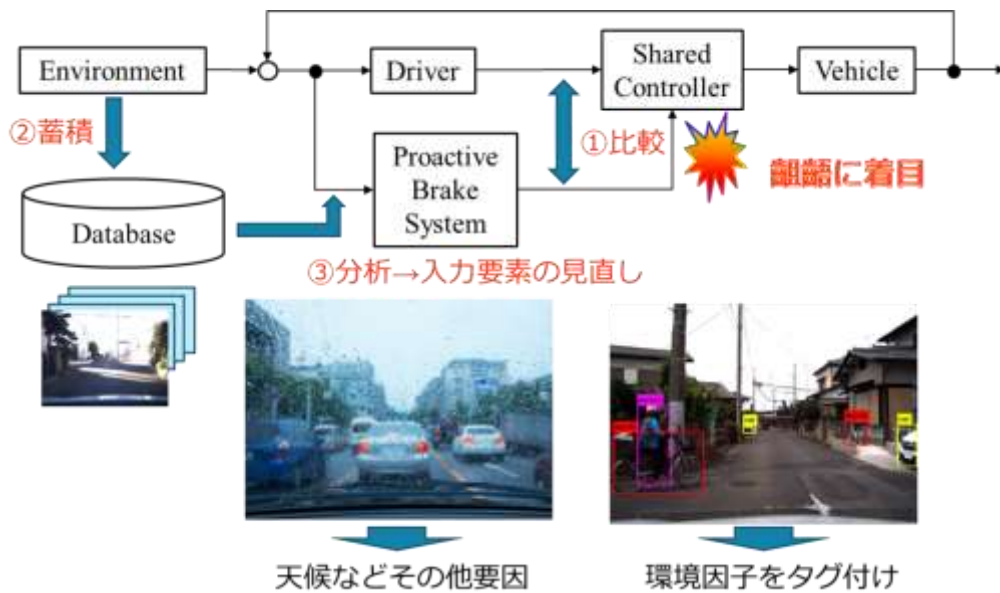 Environment
Driver
Shared
Controller
Vehicle
②蓄積
①比較
Proactive
Brake
System
齟齬に着目
Database
③分析→入力要素の見直し
天候などその他要因
環境因子をタグ付け